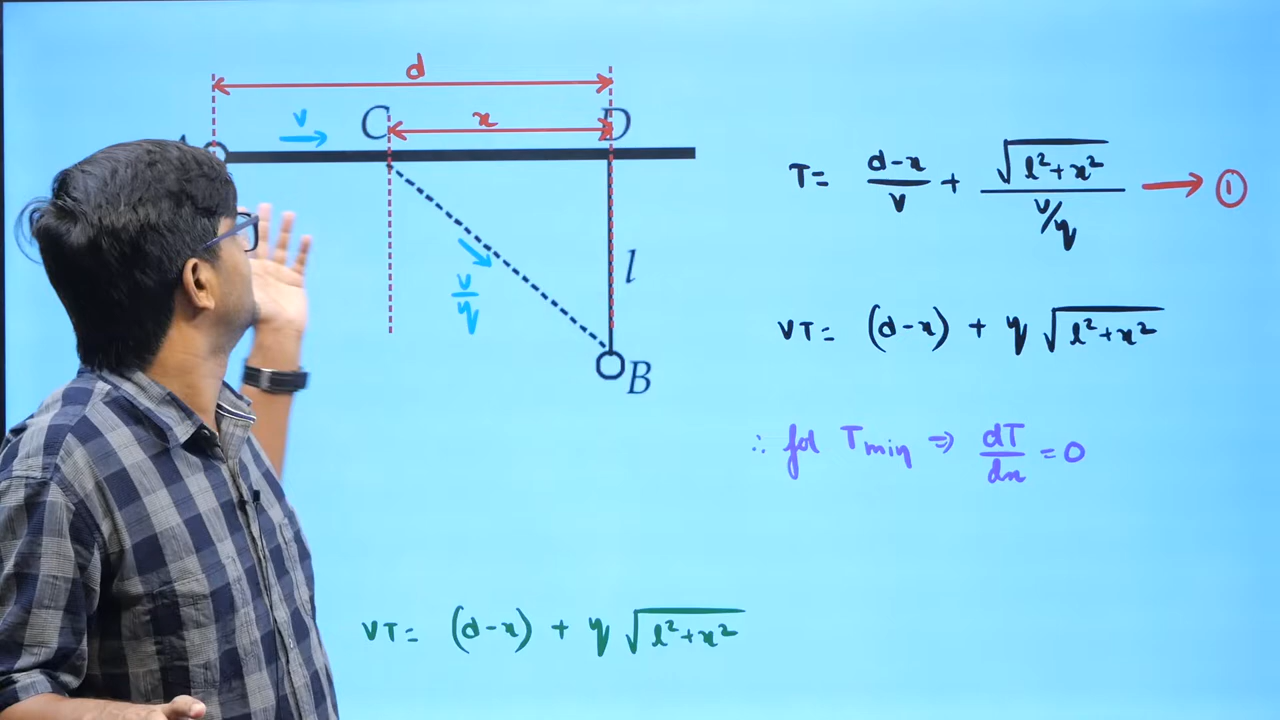 d
v
C
x
D
A
v/η
l
B
T = (d-x)/v + √(l²+x²)/(v/η) → ①
VT = (d-x) + η √(l²+x²)
∴ for Tmin ⇒ dT/dx = 0
VT = (d-x) + η √(l²+x²)